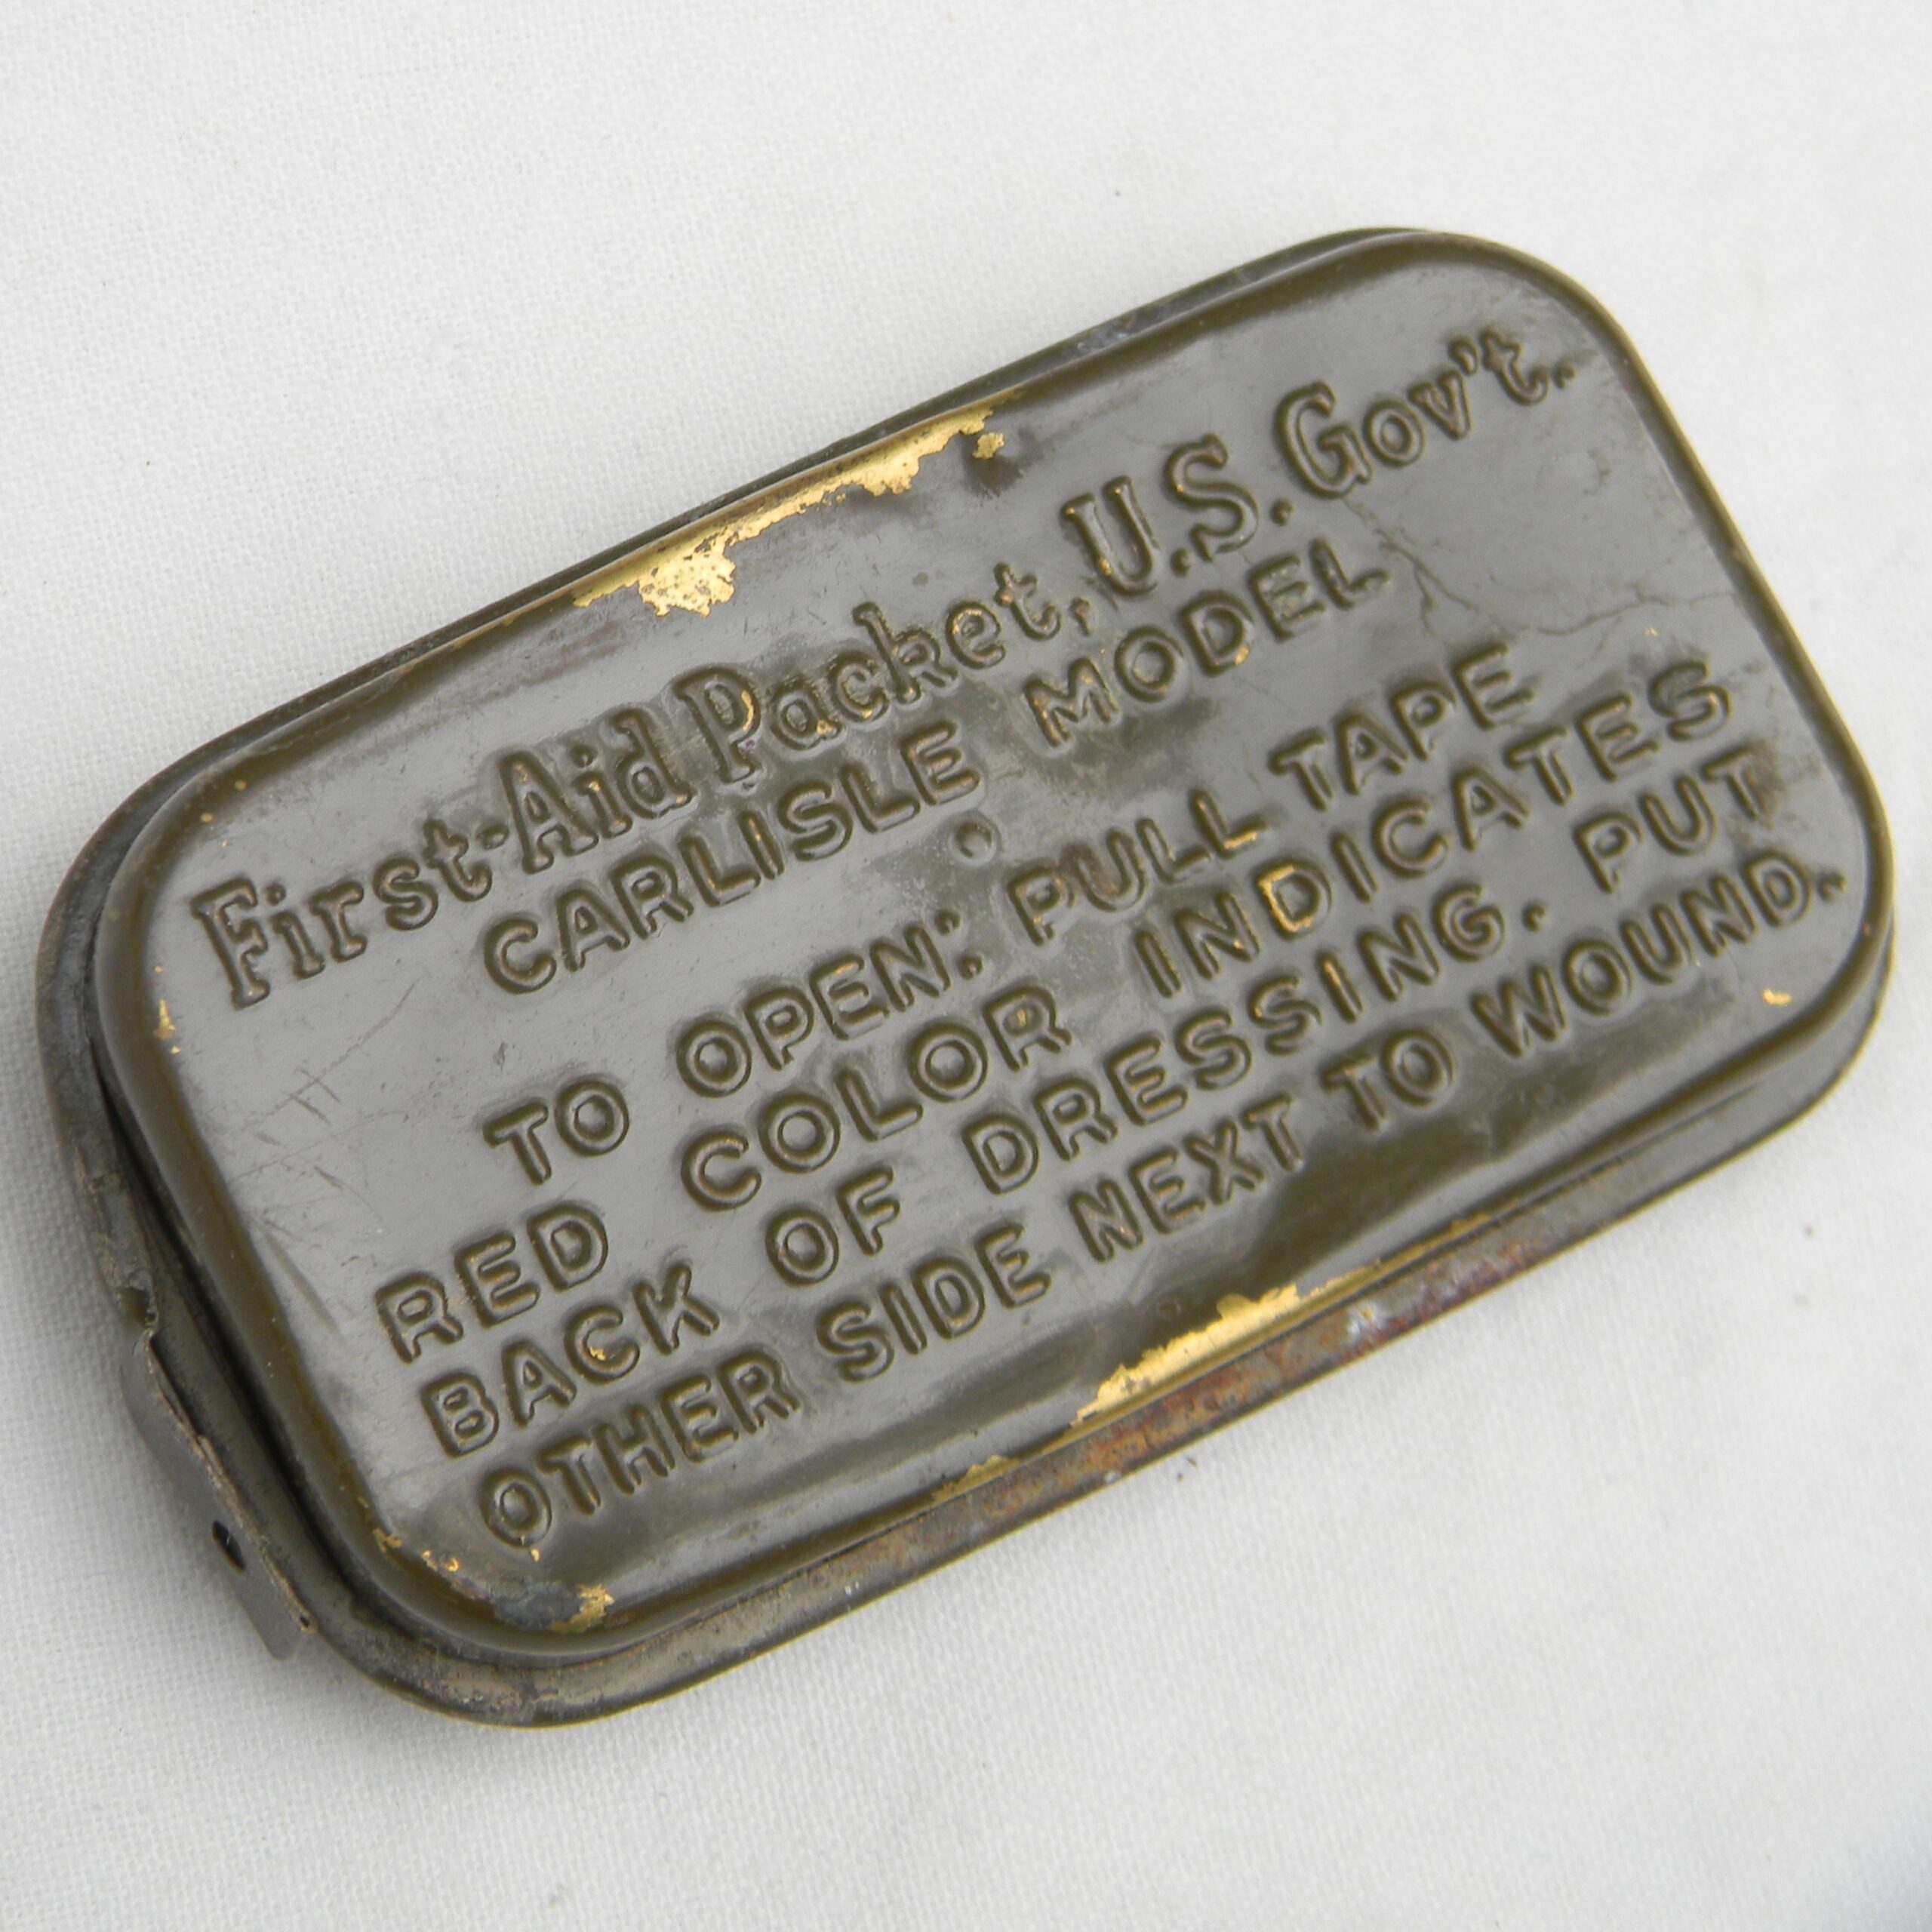 First-Aid Packet, U.S. Gov't.
CARLISLE MODEL
TO OPEN: PULL TAPE
RED COLOR INDICATES
BACK OF DRESSING. PUT
OTHER SIDE NEXT TO WOUND.